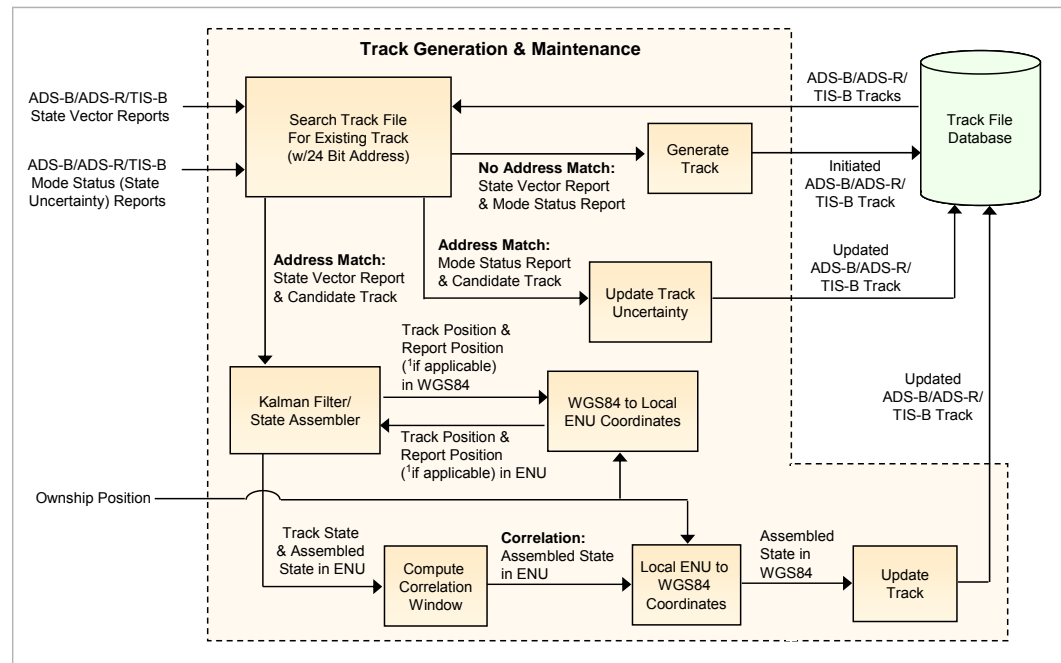 Track Generation & Maintenance
ADS-B/ADS-R/TIS-B
State Vector Reports
ADS-B/ADS-R/TIS-B
Mode Status (State
Uncertainty) Reports
Search Track File
For Existing Track
(w/24 Bit Address)
ADS-B/ADS-R/
TIS-B Tracks
Track File
Database
Generate
Track
No Address Match:
State Vector Report
& Mode Status Report
Initiated
ADS-B/ADS-R/
TIS-B Track
Address Match:
State Vector Report
& Candidate Track
Address Match:
Mode Status Report
& Candidate Track
Update Track
Uncertainty
Updated
ADS-B/ADS-R/
TIS-B Track
Track Position &
Report Position
(¹if applicable)
in WGS84
Kalman Filter/
State Assembler
WGS84 to Local
ENU Coordinates
Track Position &
Report Position
(¹if applicable) in ENU
Updated
ADS-B/ADS-R/
TIS-B Track
Ownship Position
Track State
& Assembled
State in ENU
Compute
Correlation
Window
Correlation:
Assembled State
in ENU
Local ENU to
WGS84
Coordinates
Assembled
State in
WGS84
Update
Track